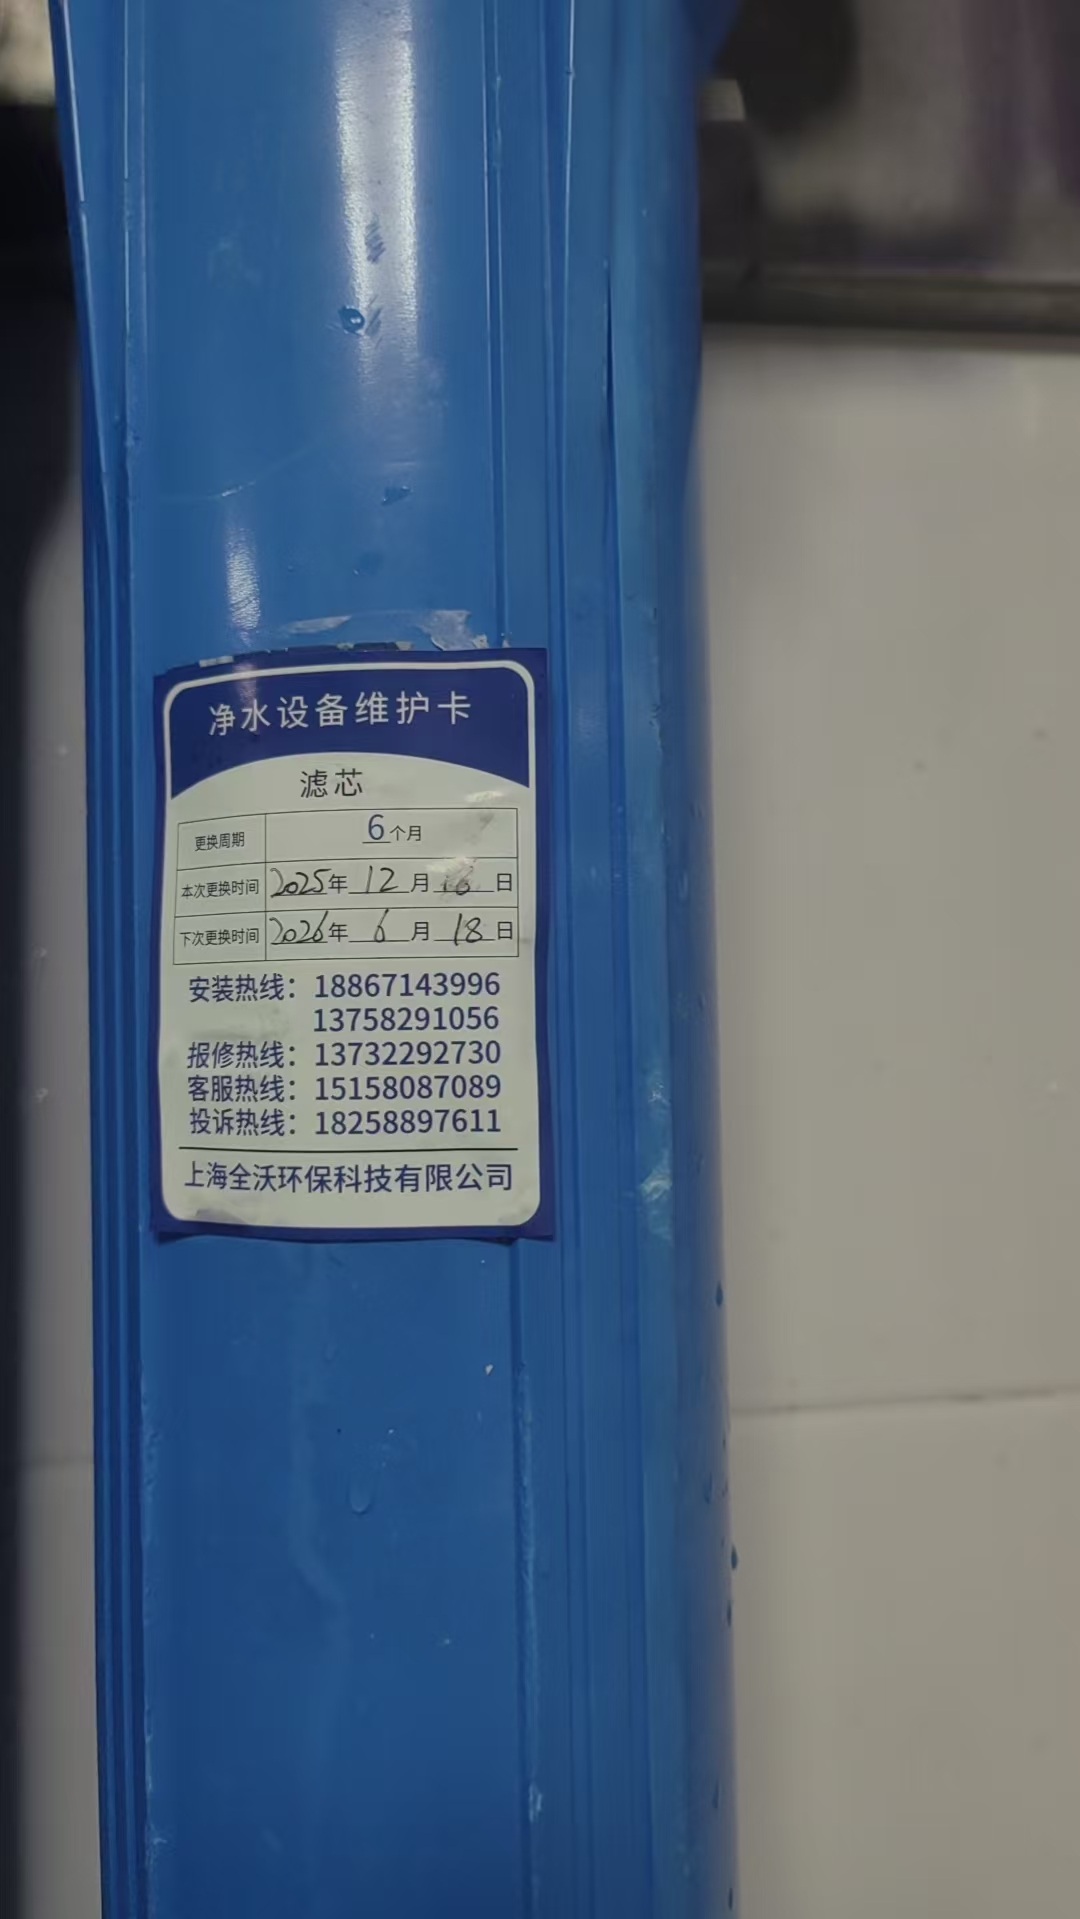 净水设备维护卡
滤芯
更换周期 6个月
本次更换时间 2025年12月 日
下次更换时间 2026年6月18日
安装热线：18867143996
13758291056
报修热线：13732292730
客服热线：15158087089
投诉热线：18258897611
上海全沃环保科技有限公司